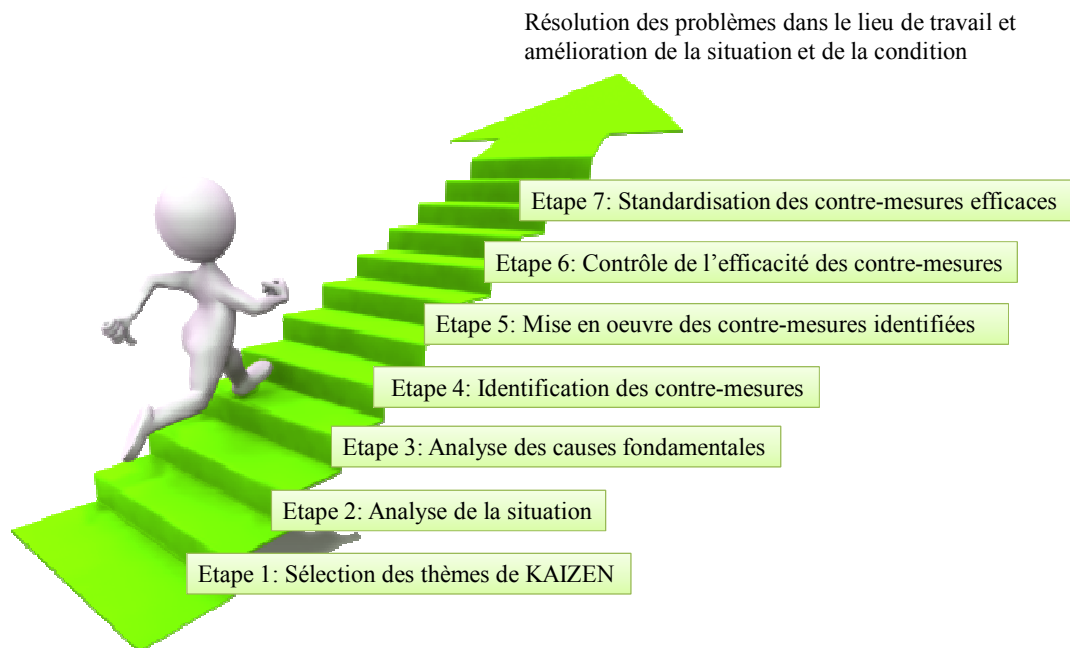 Résolution des problèmes dans le lieu de travail et
amélioration de la situation et de la condition
Etape 7: Standardisation des contre-mesures efficaces
Etape 6: Contrôle de l’efficacité des contre-mesures
Etape 5: Mise en oeuvre des contre-mesures identifiées
Etape 4: Identification des contre-mesures
Etape 3: Analyse des causes fondamentales
Etape 2: Analyse de la situation
Etape 1: Sélection des thèmes de KAIZEN